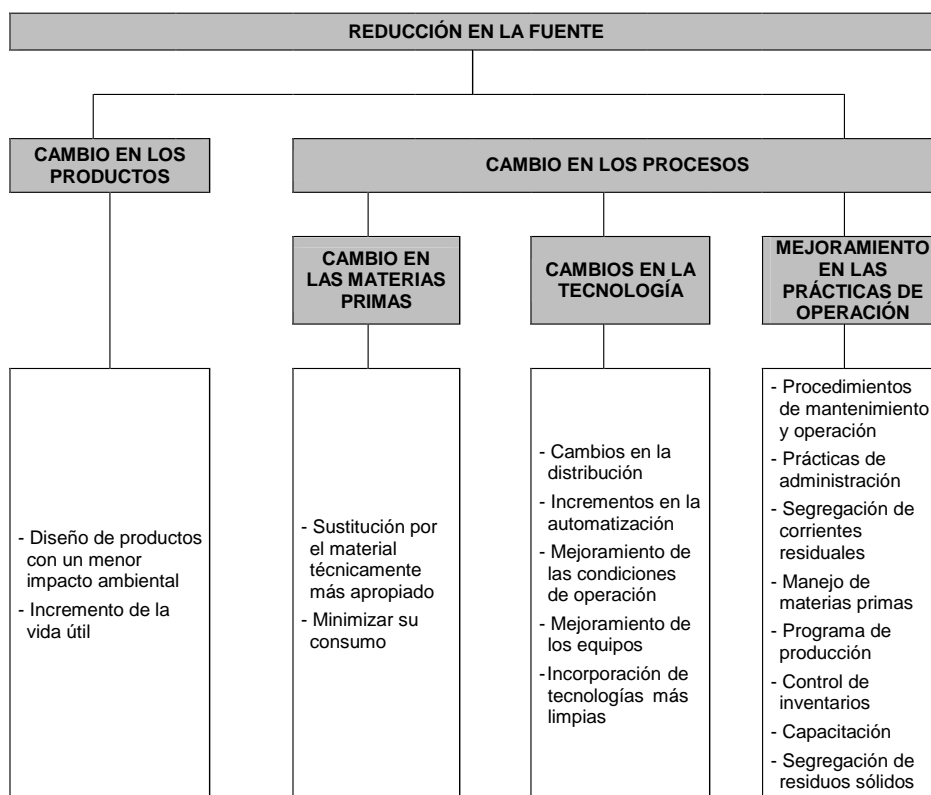 REDUCCIÓN EN LA FUENTE
CAMBIO EN LOS
PRODUCTOS
CAMBIO EN LOS PROCESOS
CAMBIO EN
LAS MATERIAS
PRIMAS
CAMBIOS EN LA
TECNOLOGÍA
MEJORAMIENTO
EN LAS
PRÁCTICAS DE
OPERACIÓN
- Diseño de productos
con un menor
impacto ambiental
- Incremento de la
vida útil
- Sustitución por
el material
técnicamente
más apropiado
- Minimizar su
consumo
- Cambios en la
distribución
- Incrementos en la
automatización
- Mejoramiento de
las condiciones
de operación
- Mejoramiento de
los equipos
-Incorporación de
tecnologías más
limpias
- Procedimientos
de mantenimiento
y operación
- Prácticas de
administración
- Segregación de
corrientes
residuales
- Manejo de
materias primas
- Programa de
producción
- Control de
inventarios
- Capacitación
- Segregación de
residuos sólidos